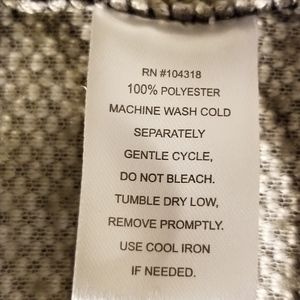 RN #104318
100% POLYESTER
MACHINE WASH COLD
SEPARATELY
GENTLE CYCLE,
DO NOT BLEACH.
TUMBLE DRY LOW,
REMOVE PROMPTLY.
USE COOL IRON
IF NEEDED.